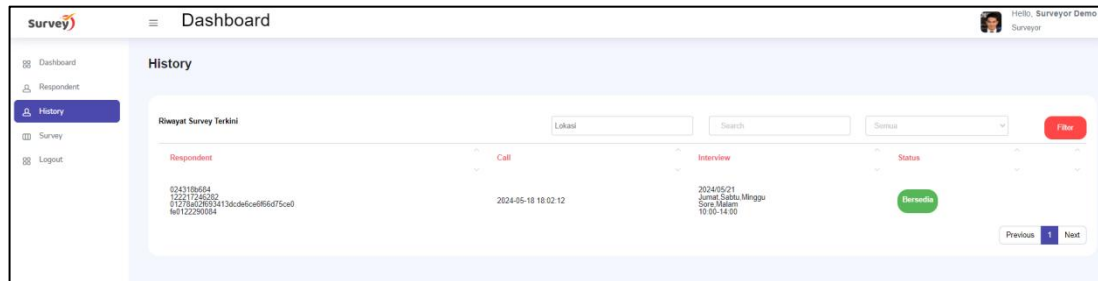 Survey
Dashboard
Hello, Surveyor Demo
Surveyor
Dashboard
Respondent
History
Survey
Logout
History
Riwayat Survey Terkini
Lokasi
Search
Semua
Filter
Respondent
Call
Interview
Status
024318b684
122217246282
01278a02f693413dcde6ce6f66d75ce0
fe0122290084
2024-05-18 18:02:12
2024/05/21
Jumat,Sabtu,Minggu
Sore,Malam
10:00-14:00
Bersedia
Previous 1 Next